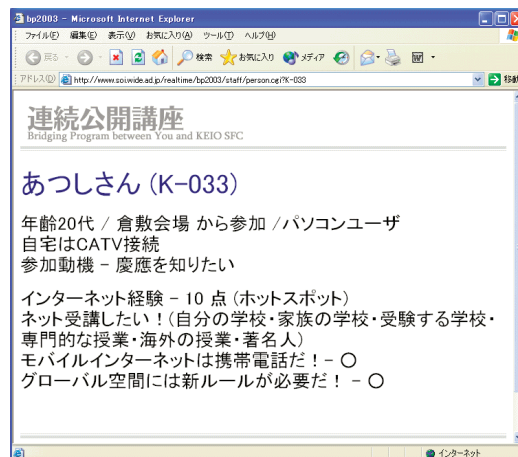 bp2003 - Microsoft Internet Explorer
ファイル(F) 編集(E) 表示(V) お気に入り(A) ツール(T) ヘルプ(H)
戻る 検索 お気に入り メディア
アドレス(D) http://www.soi.wide.ad.jp/realtime/bp2003/staff/person.cgi?K-033 移動
連続公開講座
Bridging Program between You and KEIO SFC
あつしさん (K-033)
年齢20代 / 倉敷会場 から参加 /パソコンユーザ
自宅はCATV接続
参加動機 - 慶應を知りたい
インターネット経験 - 10 点 (ホットスポット)
ネット受講したい！(自分の学校・家族の学校・受験する学校・
専門的な授業・海外の授業・著名人)
モバイルインターネットは携帯電話だ！- ○
グローバル空間には新ルールが必要だ！ - ○
インターネット